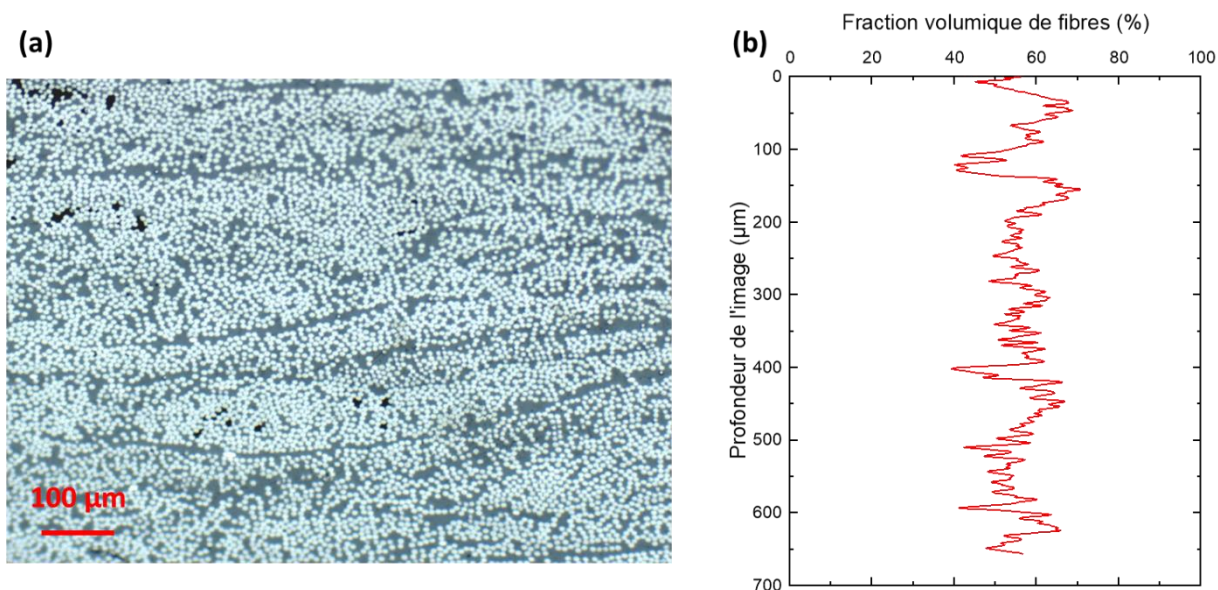 (a)
100 µm
(b)
Fraction volumique de fibres (%)
0 20 40 60 80 100
Profondeur de l'image (µm)
0
100
200
300
400
500
600
700